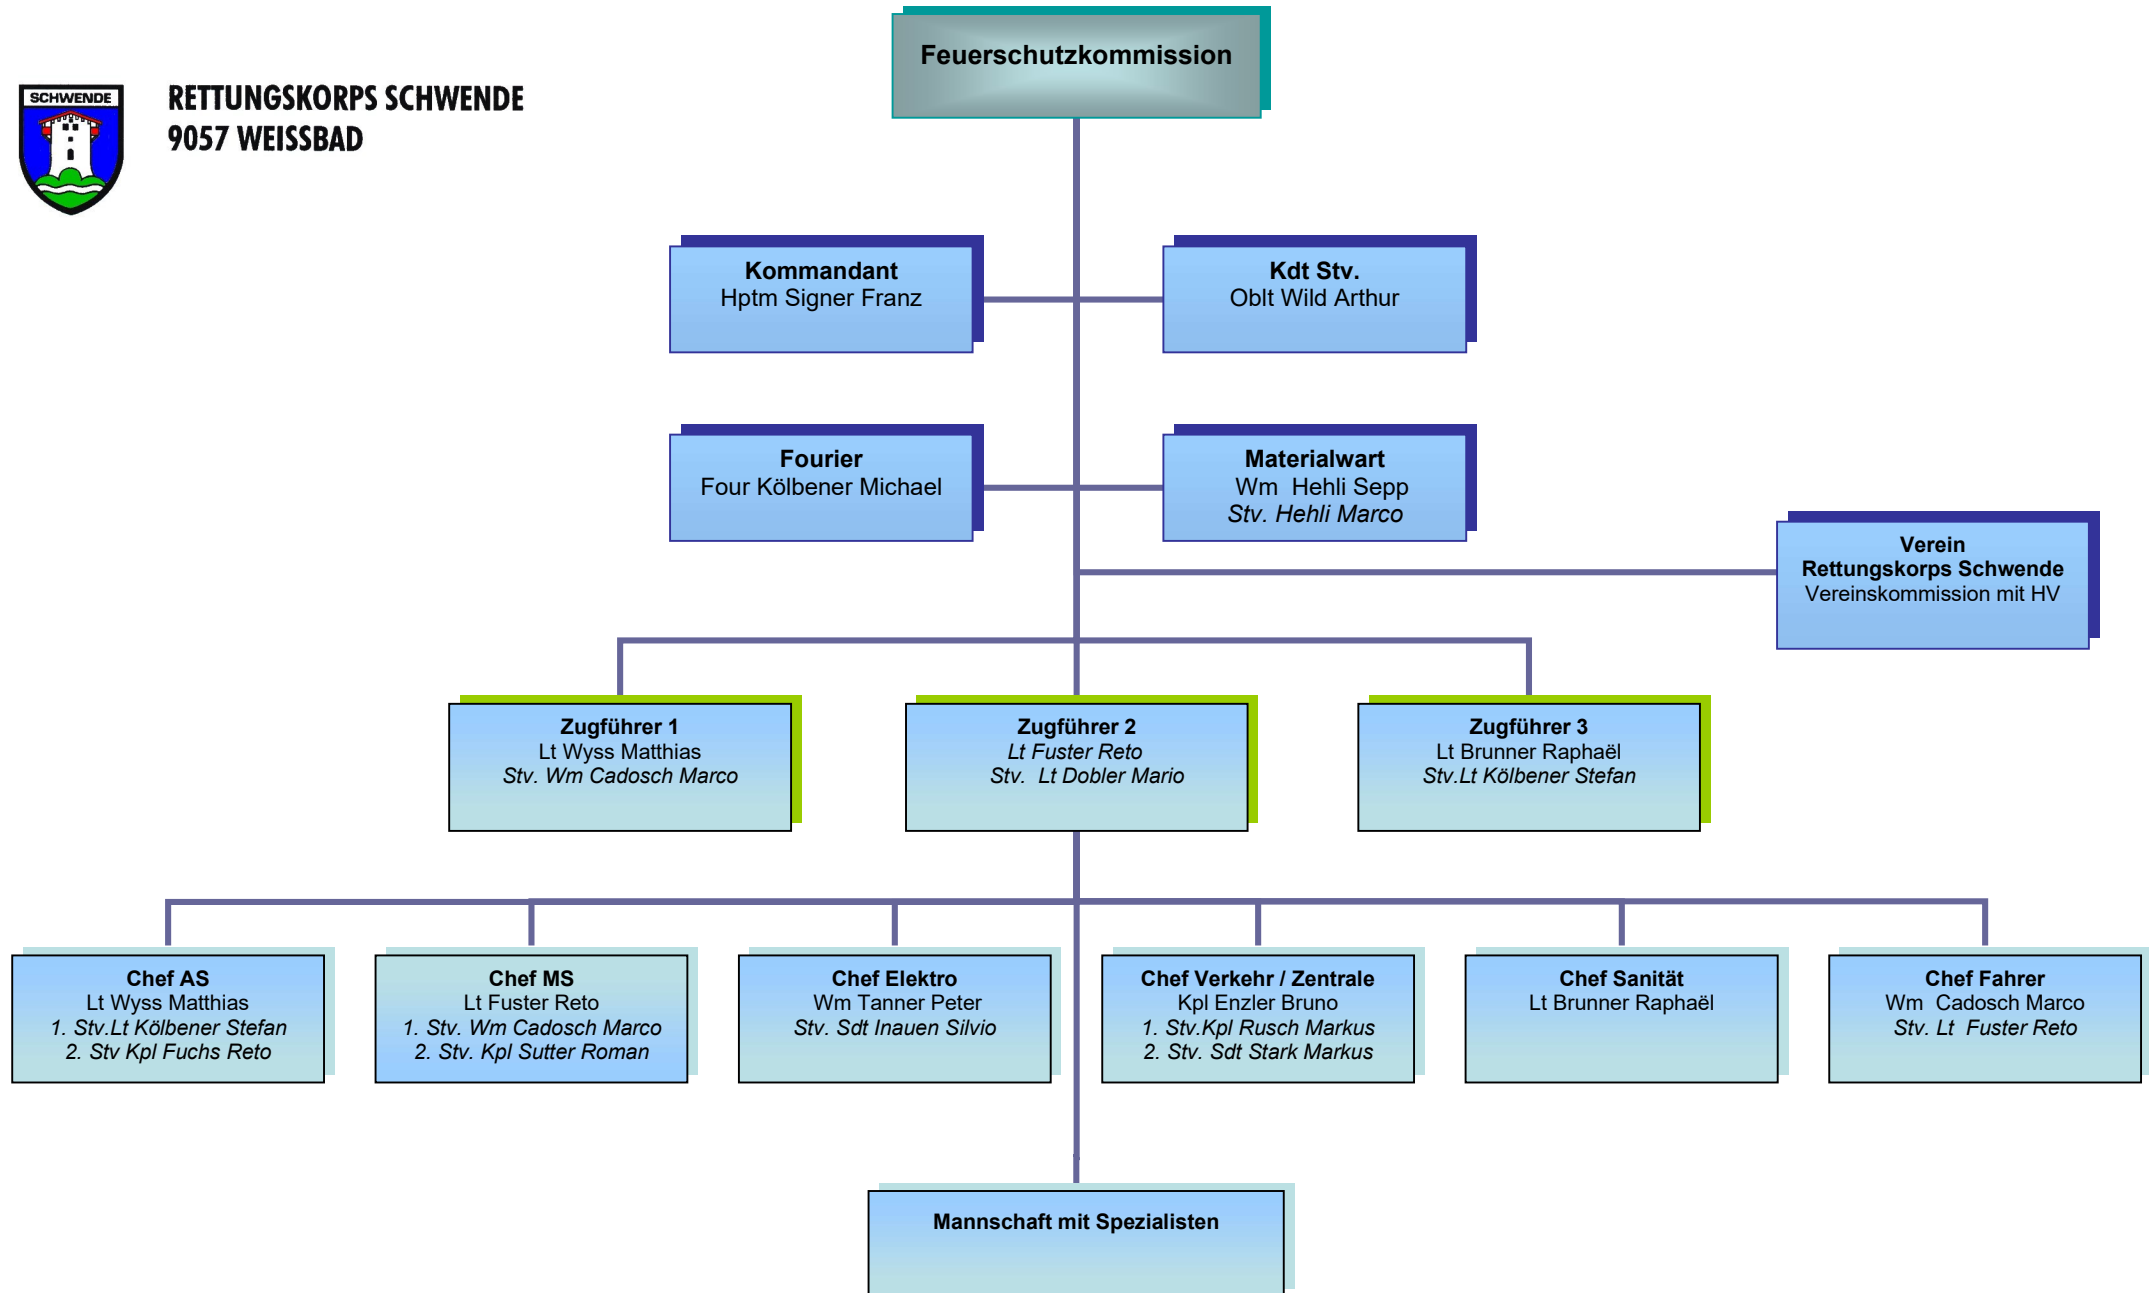 Feuerschutzkommission
SCHWENDE
RETTUNGSKORPS SCHWENDE
9057 WEISSBAD
Kommandant
Hptm Signer Franz
Kdt Stv.
Oblt Wild Arthur
Fourier
Four Kölbener Michael
Materialwart
Wm Hehli Sepp
Stv. Hehli Marco
Verein
Rettungskorps Schwende
Vereinskommission mit HV
Zugführer 1
Lt Wyss Matthias
Stv. Wm Cadosch Marco
Zugführer 2
Lt Fuster Reto
Stv. Lt Dobler Mario
Zugführer 3
Lt Brunner Raphaël
Stv.Lt Kölbener Stefan
Chef AS
Lt Wyss Matthias
1. Stv.Lt Kölbener Stefan
2. Stv Kpl Fuchs Reto
Chef MS
Lt Fuster Reto
1. Stv. Wm Cadosch Marco
2. Stv. Kpl Sutter Roman
Chef Elektro
Wm Tanner Peter
Stv. Sdt Inauen Silvio
Chef Verkehr / Zentrale
Kpl Enzler Bruno
1. Stv.Kpl Rusch Markus
2. Stv. Sdt Stark Markus
Chef Sanität
Lt Brunner Raphaël
Chef Fahrer
Wm Cadosch Marco
Stv. Lt Fuster Reto
Mannschaft mit Spezialisten